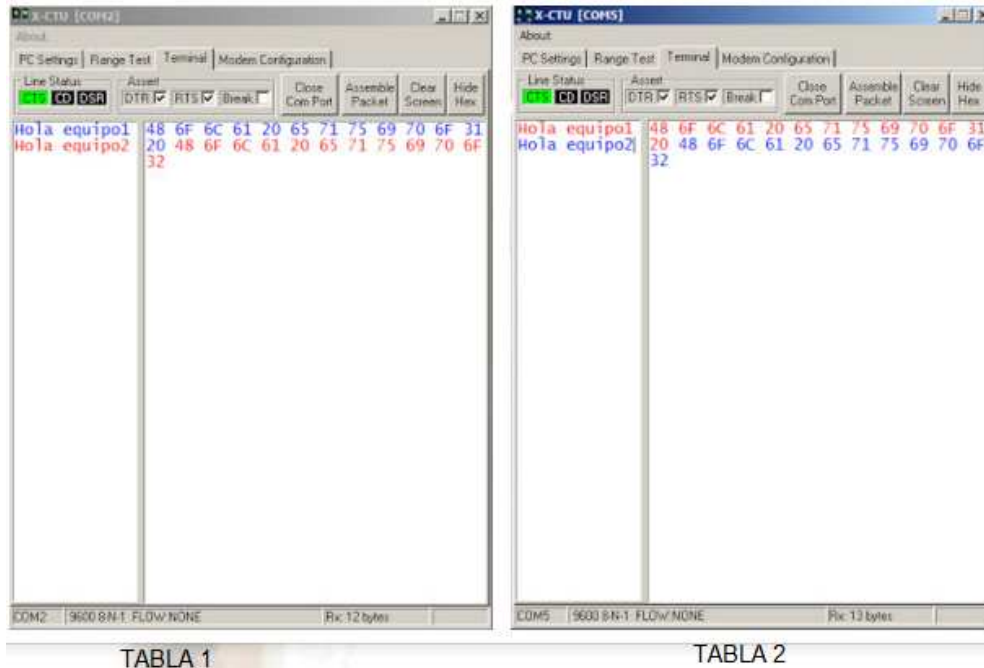 X-CTU [COM2]
About
PC Settings Range Test Terminal Modem Configuration
Line Status Assert
CTS CD DSR DTR RTS Break Close Com Port Assemble Packet Clear Screen Hide Hex
Hola equipo1 48 6F 6C 61 20 65 71 75 69 70 6F 31
Hola equipo2 20 48 6F 6C 61 20 65 71 75 69 70 6F
32
COM2 9600 8-N-1 FLOW:NONE Rx: 12 bytes
TABLA 1
X-CTU [COM5]
About
PC Settings Range Test Terminal Modem Configuration
Line Status Assert
CTS CD DSR DTR RTS Break Close Com Port Assemble Packet Clear Screen Hide Hex
Hola equipo1 48 6F 6C 61 20 65 71 75 69 70 6F 31
Hola equipo2 20 48 6F 6C 61 20 65 71 75 69 70 6F
32
COM5 9600 8-N-1 FLOW:NONE Rx: 13 bytes
TABLA 2